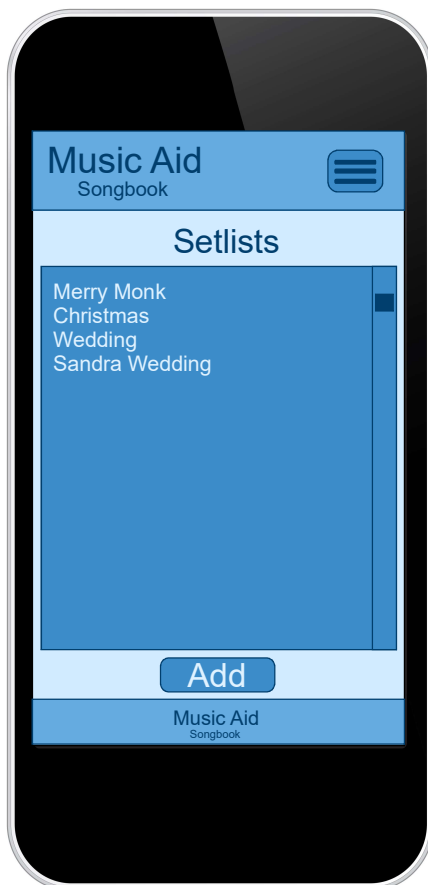 Music Aid
Songbook
Setlists
Merry Monk
Christmas
Wedding
Sandra Wedding
Add
Music Aid
Songbook